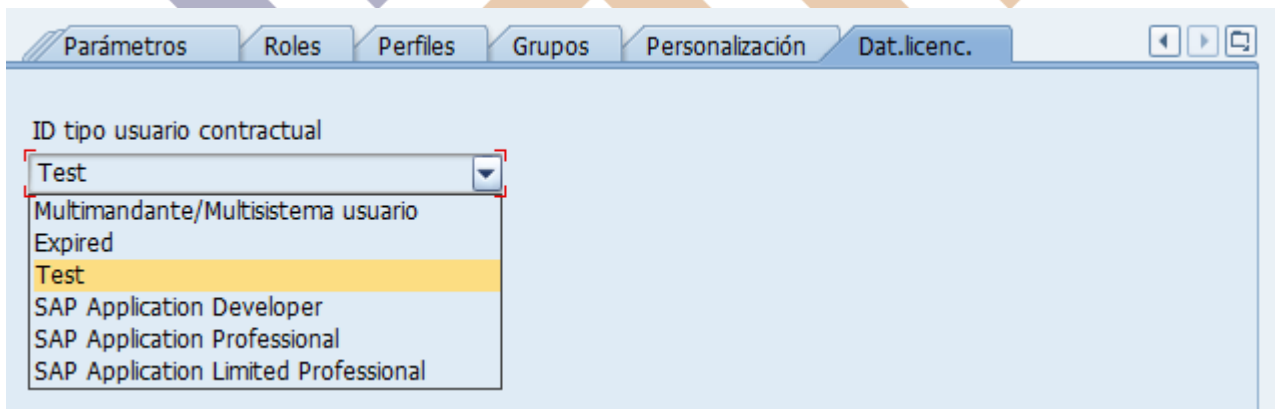 Parámetros Roles Perfiles Grupos Personalización Dat.licenc.
ID tipo usuario contractual
Test
Multimandante/Multisistema usuario
Expired
Test
SAP Application Developer
SAP Application Professional
SAP Application Limited Professional